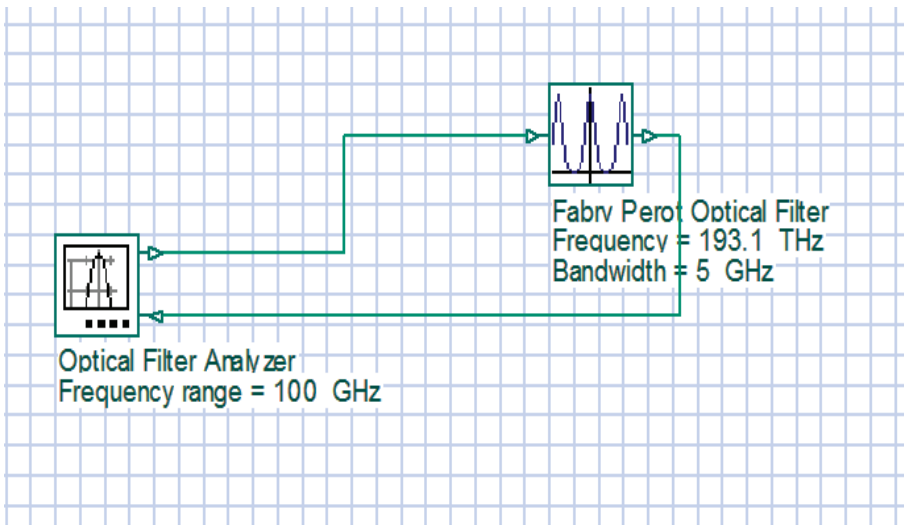 Fabry Perot Optical Filter
Frequency = 193.1 THz
Bandwidth = 5 GHz
Optical Filter Analyzer
Frequency range = 100 GHz